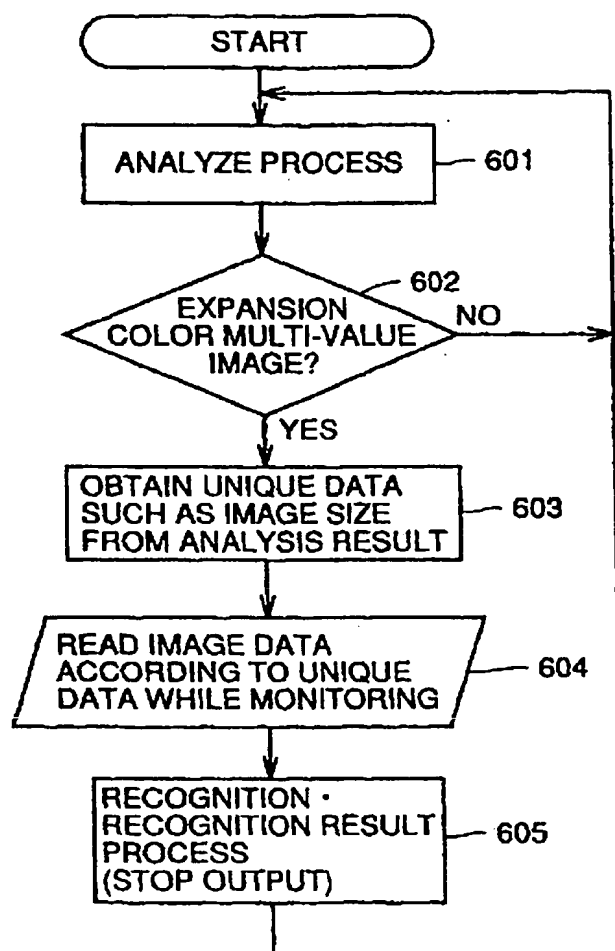 START
ANALYZE PROCESS
601
602
EXPANSION
COLOR MULTI-VALUE
IMAGE?
NO
YES
OBTAIN UNIQUE DATA
SUCH AS IMAGE SIZE
FROM ANALYSIS RESULT
603
READ IMAGE DATA
ACCORDING TO UNIQUE
DATA WHILE MONITORING
604
RECOGNITION ·
RECOGNITION RESULT
PROCESS
(STOP OUTPUT)
605